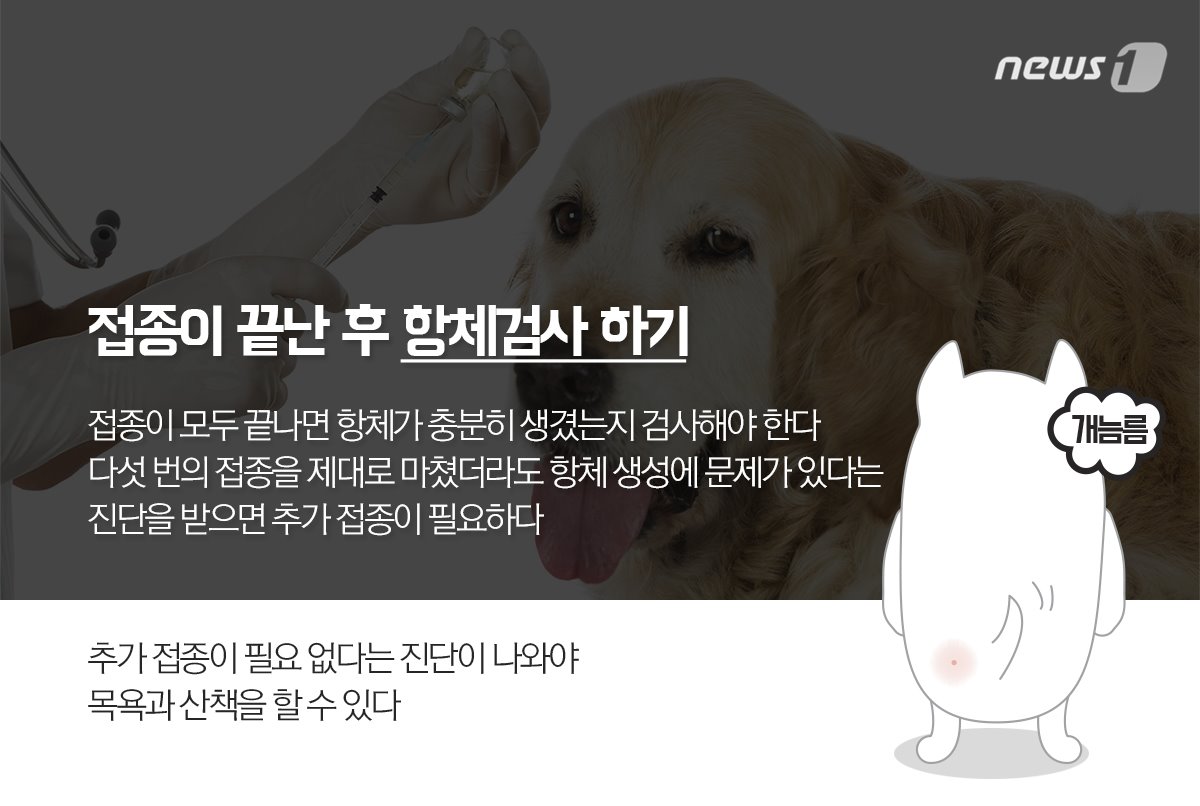 news1
접종이 끝난 후 항체검사 하기
접종이 모두 끝나면 항체가 충분히 생겼는지 검사해야 한다
다섯 번의 접종을 제대로 마쳤더라도 항체 생성에 문제가 있다는
진단을 받으면 추가 접종이 필요하다
개늠름
추가 접종이 필요 없다는 진단이 나와야
목욕과 산책을 할 수 있다